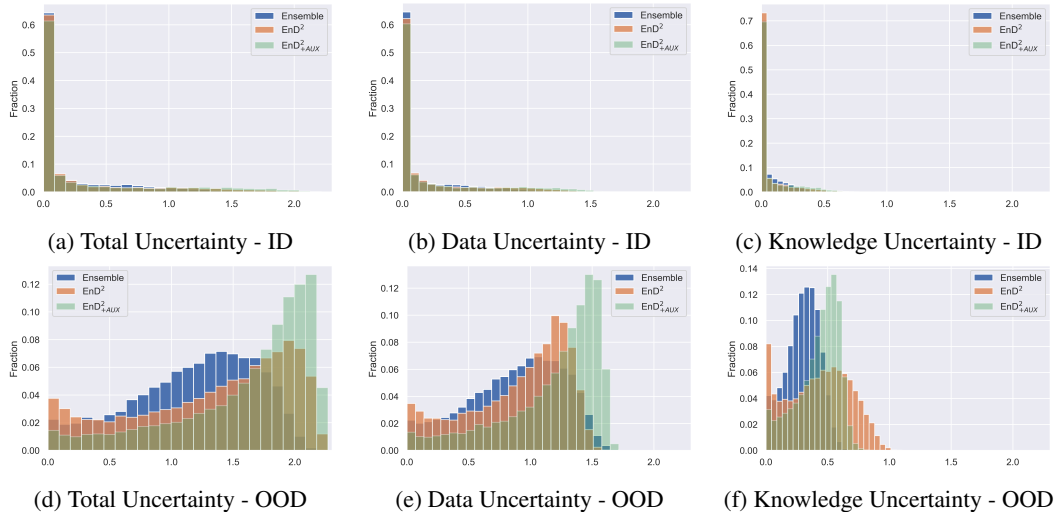 Fraction
0.6
0.5
0.4
0.3
0.2
0.1
0.0
0.0 0.5 1.0 1.5 2.0
Ensemble
EnD²
EnD²+AUX
(a) Total Uncertainty - ID
Fraction
0.6
0.5
0.4
0.3
0.2
0.1
0.0
0.0 0.5 1.0 1.5 2.0
Ensemble
EnD²
EnD²+AUX
(b) Data Uncertainty - ID
Fraction
0.7
0.6
0.5
0.4
0.3
0.2
0.1
0.0
0.0 0.5 1.0 1.5 2.0
Ensemble
EnD²
EnD²+AUX
(c) Knowledge Uncertainty - ID
Fraction
0.12
0.10
0.08
0.06
0.04
0.02
0.00
0.0 0.5 1.0 1.5 2.0
Ensemble
EnD²
EnD²+AUX
(d) Total Uncertainty - OOD
Fraction
0.12
0.10
0.08
0.06
0.04
0.02
0.00
0.0 0.5 1.0 1.5 2.0
Ensemble
EnD²
EnD²+AUX
(e) Data Uncertainty - OOD
Fraction
0.14
0.12
0.10
0.08
0.06
0.04
0.02
0.00
0.0 0.5 1.0 1.5 2.0
Ensemble
EnD²
EnD²+AUX
(f) Knowledge Uncertainty - OOD